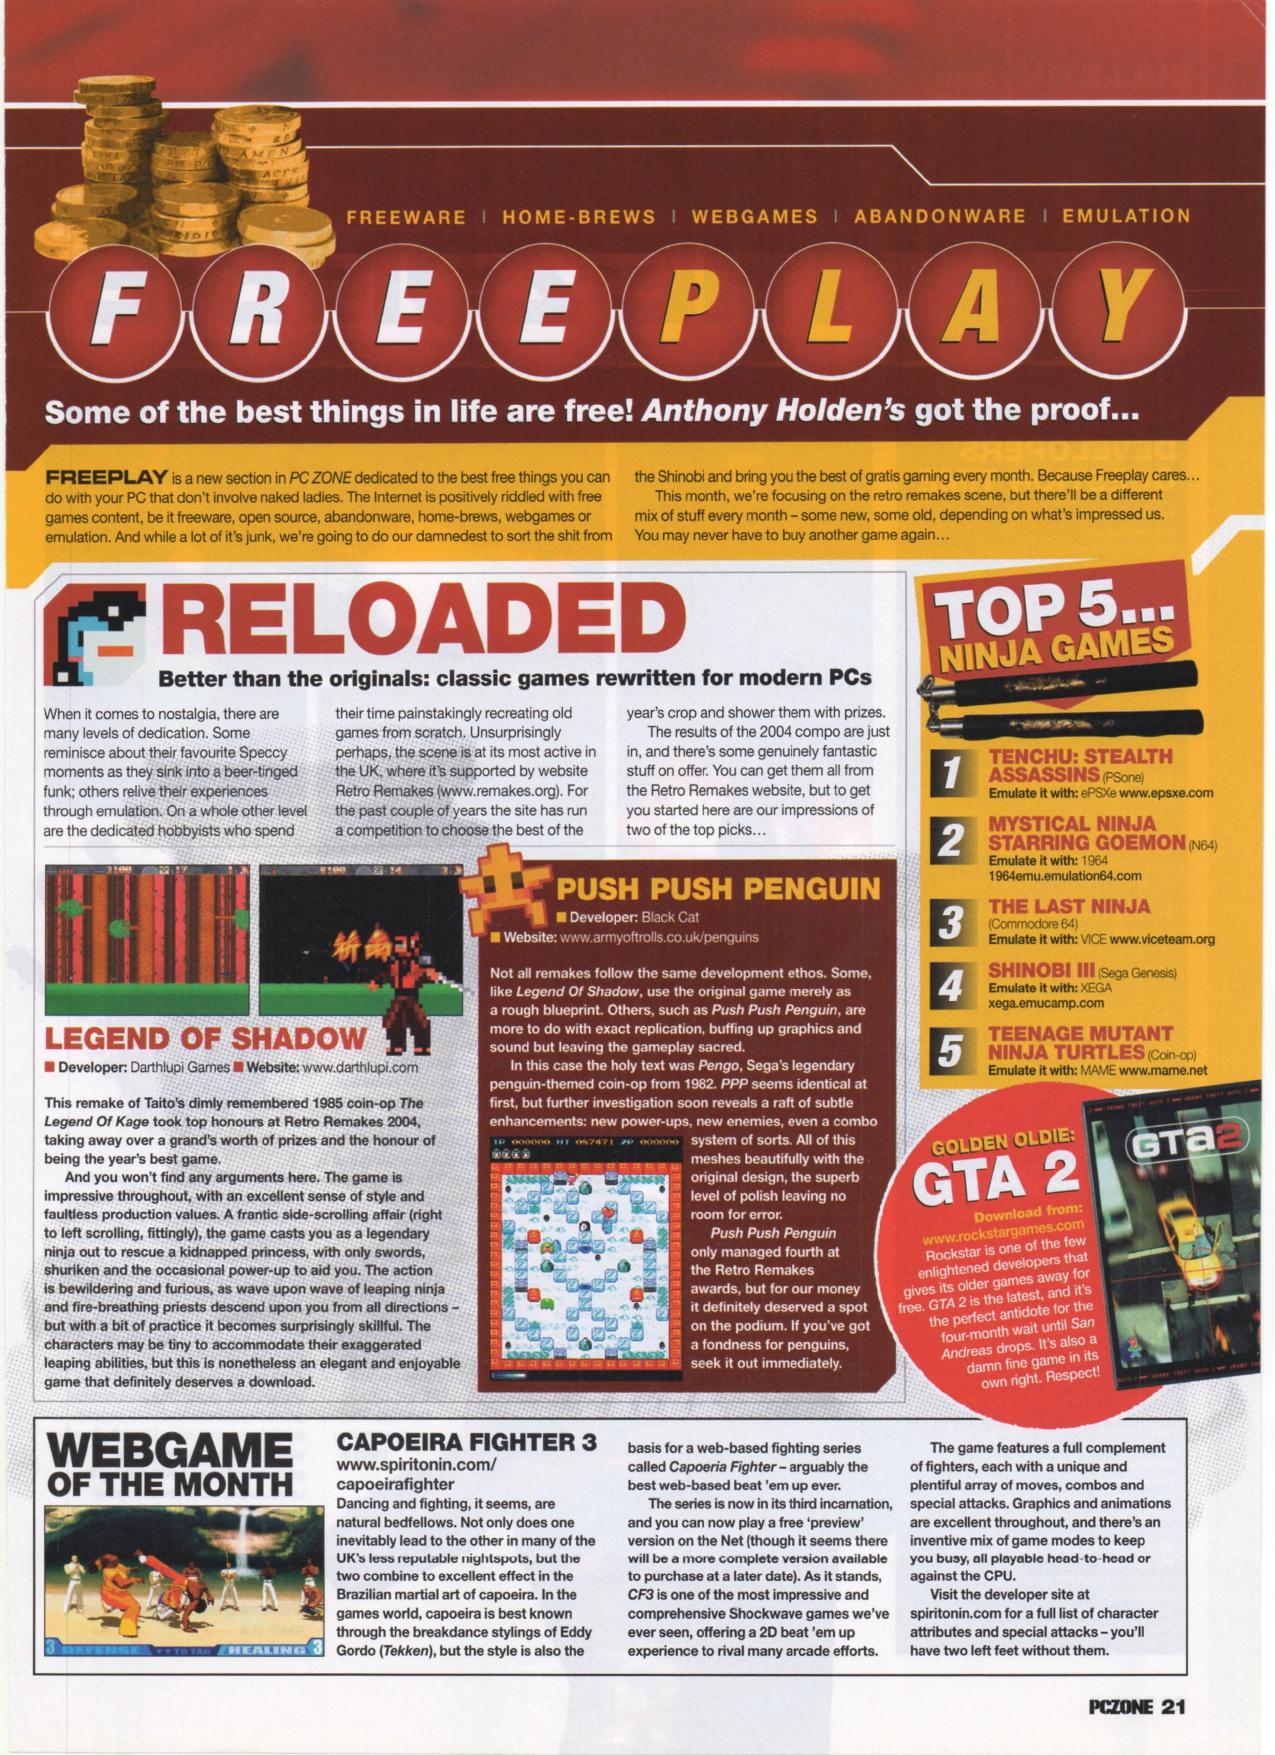 FREEWARE | HOME-BREWS | WEBGAMES | ABANDONWARE | EMULATION
FREEPLAY
Some of the best things in life are free! Anthony Holden's got the proof...
FREEPLAY is a new section in PC ZONE dedicated to the best free things you can
do with your PC that don't involve naked ladies. The Internet is positively riddled with free
games content, be it freeware, open source, abandonware, home-brews, webgames or
emulation. And while a lot of it's junk, we're going to do our damnedest to sort the shit from
the Shinobi and bring you the best of gratis gaming every month. Because Freeplay cares...
This month, we're focusing on the retro remakes scene, but there'll be a different
mix of stuff every month – some new, some old, depending on what's impressed us.
You may never have to buy another game again...
RELOADED
Better than the originals: classic games rewritten for modern PCs
When it comes to nostalgia, there are
many levels of dedication. Some
reminisce about their favourite Speccy
moments as they sink into a beer-tinged
funk; others relive their experiences
through emulation. On a whole other level
are the dedicated hobbyists who spend
their time painstakingly recreating old
games from scratch. Unsurprisingly
perhaps, the scene is at its most active in
the UK, where it's supported by website
Retro Remakes (www.remakes.org). For
the past couple of years the site has run
a competition to choose the best of the
year's crop and shower them with prizes.
The results of the 2004 compo are just
in, and there's some genuinely fantastic
stuff on offer. You can get them all from
the Retro Remakes website, but to get
you started here are our impressions of
two of the top picks...
LEGEND OF SHADOW
■ Developer: Darthlupi Games ■ Website: www.darthlupi.com
This remake of Taito's dimly remembered 1985 coin-op The
Legend Of Kage took top honours at Retro Remakes 2004,
taking away over a grand's worth of prizes and the honour of
being the year's best game.
And you won't find any arguments here. The game is
impressive throughout, with an excellent sense of style and
faultless production values. A frantic side-scrolling affair (right
to left scrolling, fittingly), the game casts you as a legendary
ninja out to rescue a kidnapped princess, with only swords,
shuriken and the occasional power-up to aid you. The action
is bewildering and furious, as wave upon wave of leaping ninja
and fire-breathing priests descend upon you from all directions –
but with a bit of practice it becomes surprisingly skillful. The
characters may be tiny to accommodate their exaggerated
leaping abilities, but this is nonetheless an elegant and enjoyable
game that definitely deserves a download.
PUSH PUSH PENGUIN
■ Developer: Black Cat
■ Website: www.armyoftrolls.co.uk/penguins
Not all remakes follow the same development ethos. Some,
like Legend Of Shadow, use the original game merely as
a rough blueprint. Others, such as Push Push Penguin, are
more to do with exact replication, buffing up graphics and
sound but leaving the gameplay sacred.
In this case the holy text was Pengo, Sega's legendary
penguin-themed coin-op from 1982. PPP seems identical at
first, but further investigation soon reveals a raft of subtle
enhancements: new power-ups, new enemies, even a combo
system of sorts. All of this
meshes beautifully with the
original design, the superb
level of polish leaving no
room for error.
Push Push Penguin
only managed fourth at
the Retro Remakes
awards, but for our money
it definitely deserved a spot
on the podium. If you've got
a fondness for penguins,
seek it out immediately.
1P 000000 HI 087471 2P 000000
TOP 5...
NINJA GAMES
1 TENCHU: STEALTH
ASSASSINS (PSone)
Emulate it with: ePSXe www.epsxe.com
2 MYSTICAL NINJA
STARRING GOEMON (N64)
Emulate it with: 1964
1964emu.emulation64.com
3 THE LAST NINJA
(Commodore 64)
Emulate it with: VICE www.viceteam.org
4 SHINOBI III (Sega Genesis)
Emulate it with: XEGA
xega.emucamp.com
5 TEENAGE MUTANT
NINJA TURTLES (Coin-op)
Emulate it with: MAME www.mame.net
GOLDEN OLDIE:
GTA 2
Download from:
www.rockstargames.com
Rockstar is one of the few
enlightened developers that
gives its older games away for
free. GTA 2 is the latest, and it's
the perfect antidote for the
four-month wait until San
Andreas drops. It's also a
damn fine game in its
own right. Respect!
GTA2
WEBGAME
OF THE MONTH
3 DEFENSE ▼▼ TO TAG HEALING 3
CAPOEIRA FIGHTER 3
www.spiritonin.com/
capoeirafighter
Dancing and fighting, it seems, are
natural bedfellows. Not only does one
inevitably lead to the other in many of the
UK's less reputable nightspots, but the
two combine to excellent effect in the
Brazilian martial art of capoeira. In the
games world, capoeira is best known
through the breakdance stylings of Eddy
Gordo (Tekken), but the style is also the
basis for a web-based fighting series
called Capoeria Fighter – arguably the
best web-based beat 'em up ever.
The series is now in its third incarnation,
and you can now play a free 'preview'
version on the Net (though it seems there
will be a more complete version available
to purchase at a later date). As it stands,
CF3 is one of the most impressive and
comprehensive Shockwave games we've
ever seen, offering a 2D beat 'em up
experience to rival many arcade efforts.
The game features a full complement
of fighters, each with a unique and
plentiful array of moves, combos and
special attacks. Graphics and animations
are excellent throughout, and there's an
inventive mix of game modes to keep
you busy, all playable head-to-head or
against the CPU.
Visit the developer site at
spiritonin.com for a full list of character
attributes and special attacks – you'll
have two left feet without them.
PCZONE 21